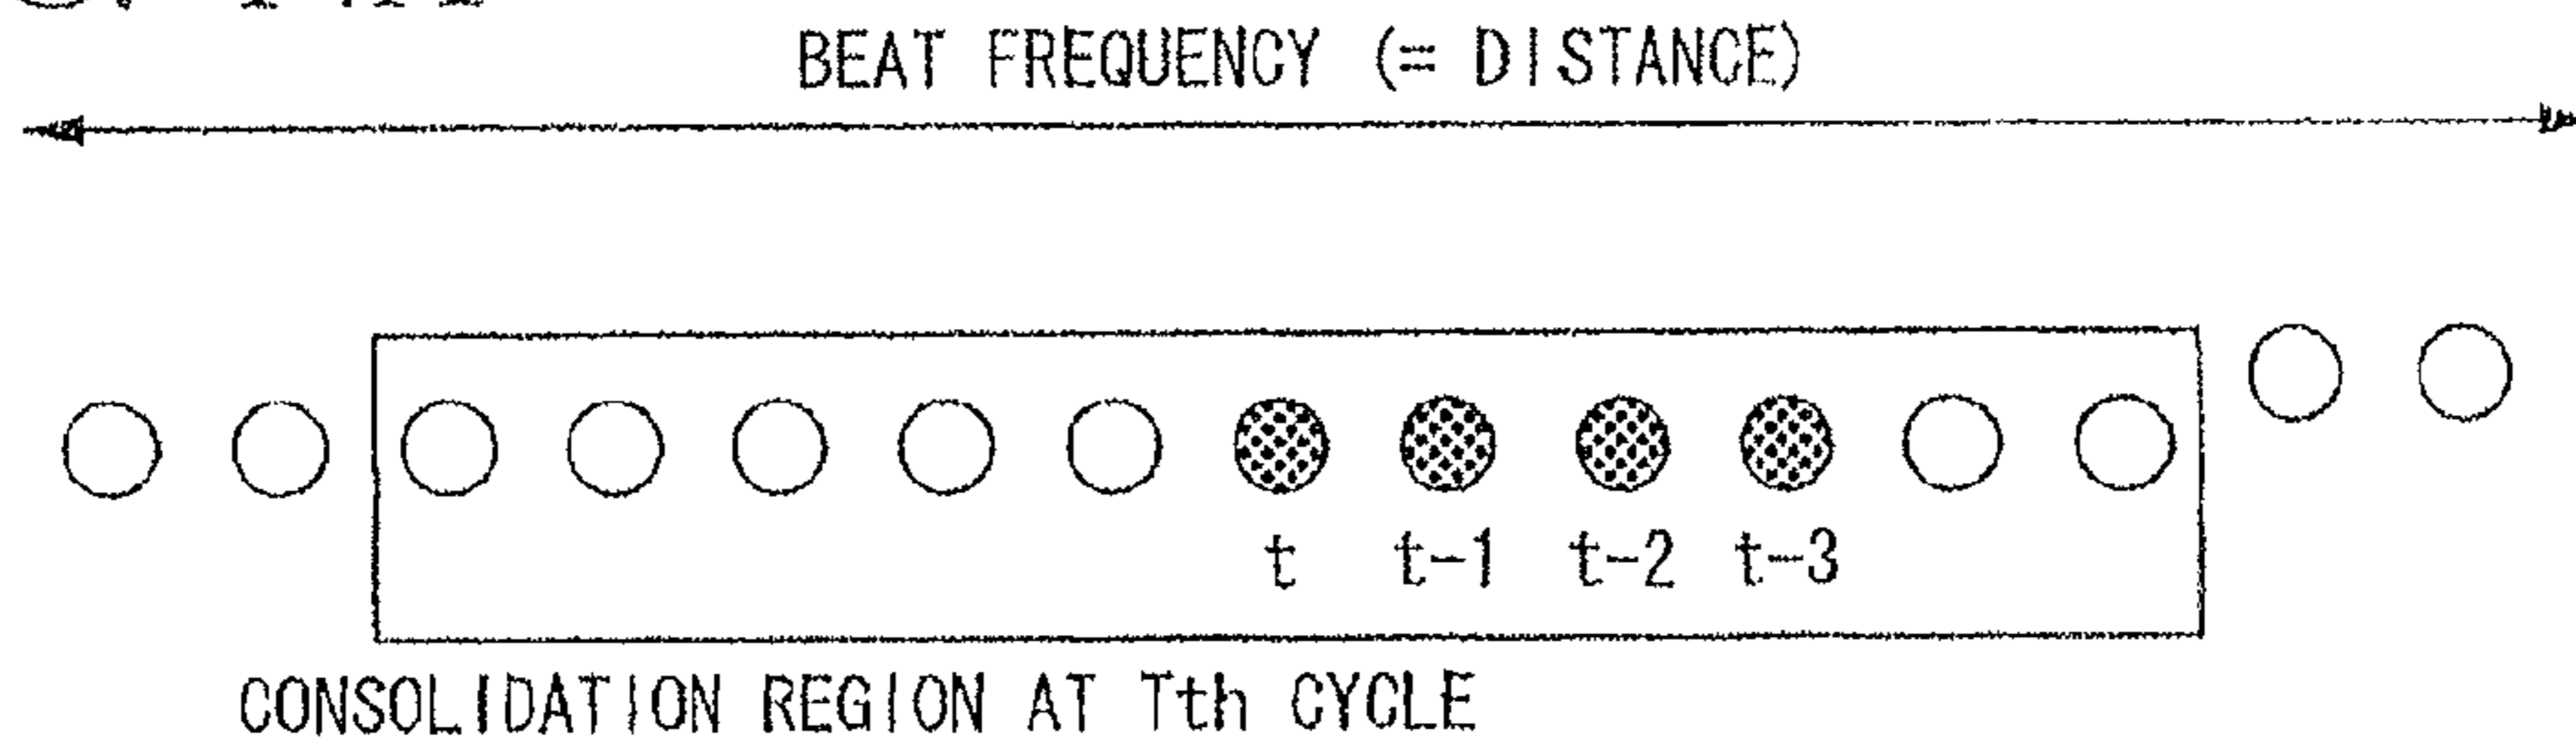 BEAT FREQUENCY (= DISTANCE)
t t-1 t-2 t-3
CONSOLIDATION REGION AT Tth CYCLE